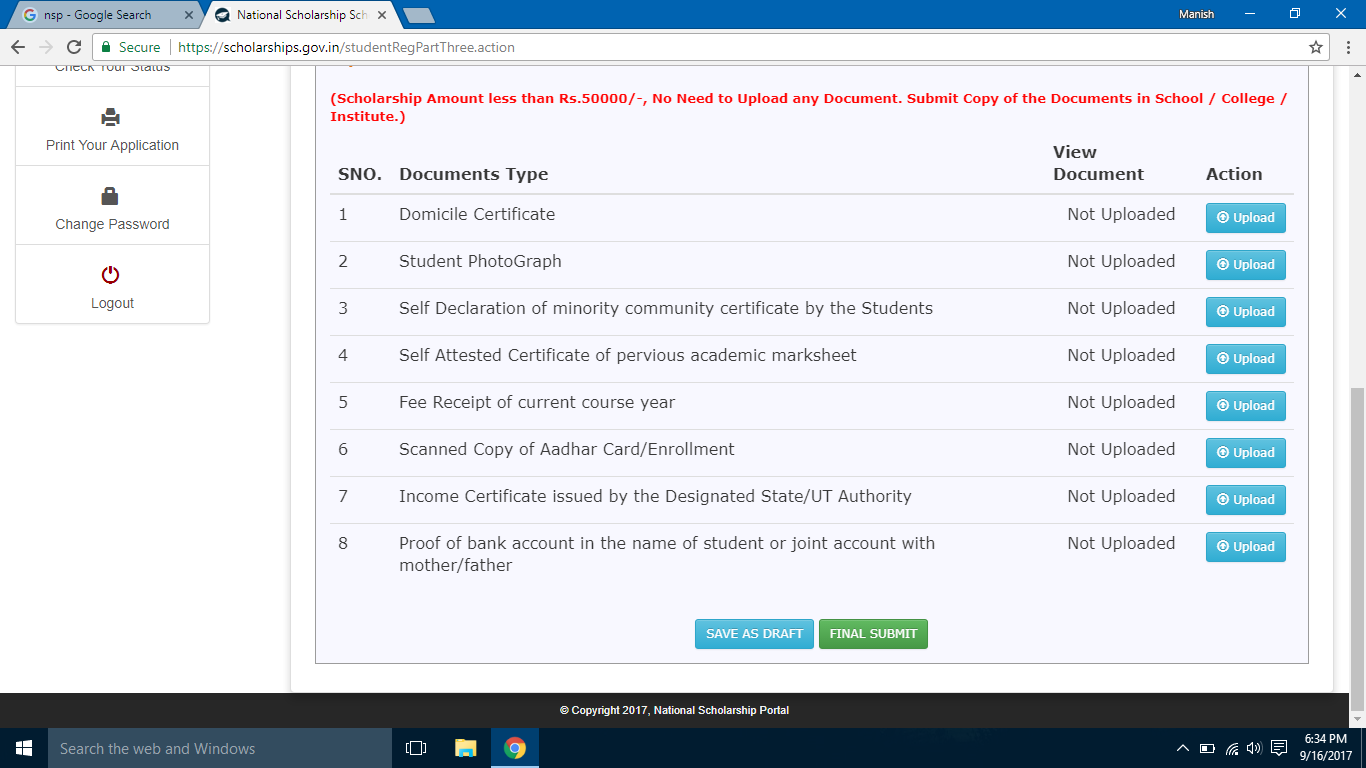 nsp - Google Search
National Scholarship Sch
Manish
Secure
https://scholarships.gov.in/studentRegPartThree.action
Check Your Status
Print Your Application
Change Password
Logout
(Scholarship Amount less than Rs.50000/-, No Need to Upload any Document. Submit Copy of the Documents in School / College /
Institute.)
SNO. Documents Type View Document Action
1 Domicile Certificate Not Uploaded Upload
2 Student PhotoGraph Not Uploaded Upload
3 Self Declaration of minority community certificate by the Students Not Uploaded Upload
4 Self Attested Certificate of pervious academic marksheet Not Uploaded Upload
5 Fee Receipt of current course year Not Uploaded Upload
6 Scanned Copy of Aadhar Card/Enrollment Not Uploaded Upload
7 Income Certificate issued by the Designated State/UT Authority Not Uploaded Upload
8 Proof of bank account in the name of student or joint account with Not Uploaded Upload
mother/father
SAVE AS DRAFT FINAL SUBMIT
© Copyright 2017, National Scholarship Portal
Search the web and Windows
6:34 PM
9/16/2017